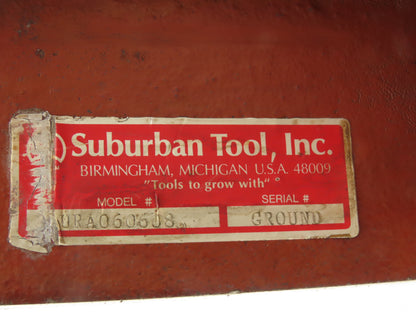 Suburban Tool, Inc.
BIRMINGHAM, MICHIGAN U.S.A. 48009
"Tools to grow with"®
MODEL # SERIAL #
URA060608 GROUND